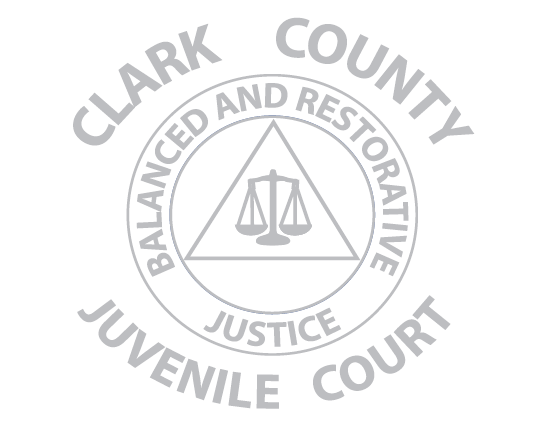 CLARK COUNTY
BALANCED AND RESTORATIVE
JUSTICE
JUVENILE COURT